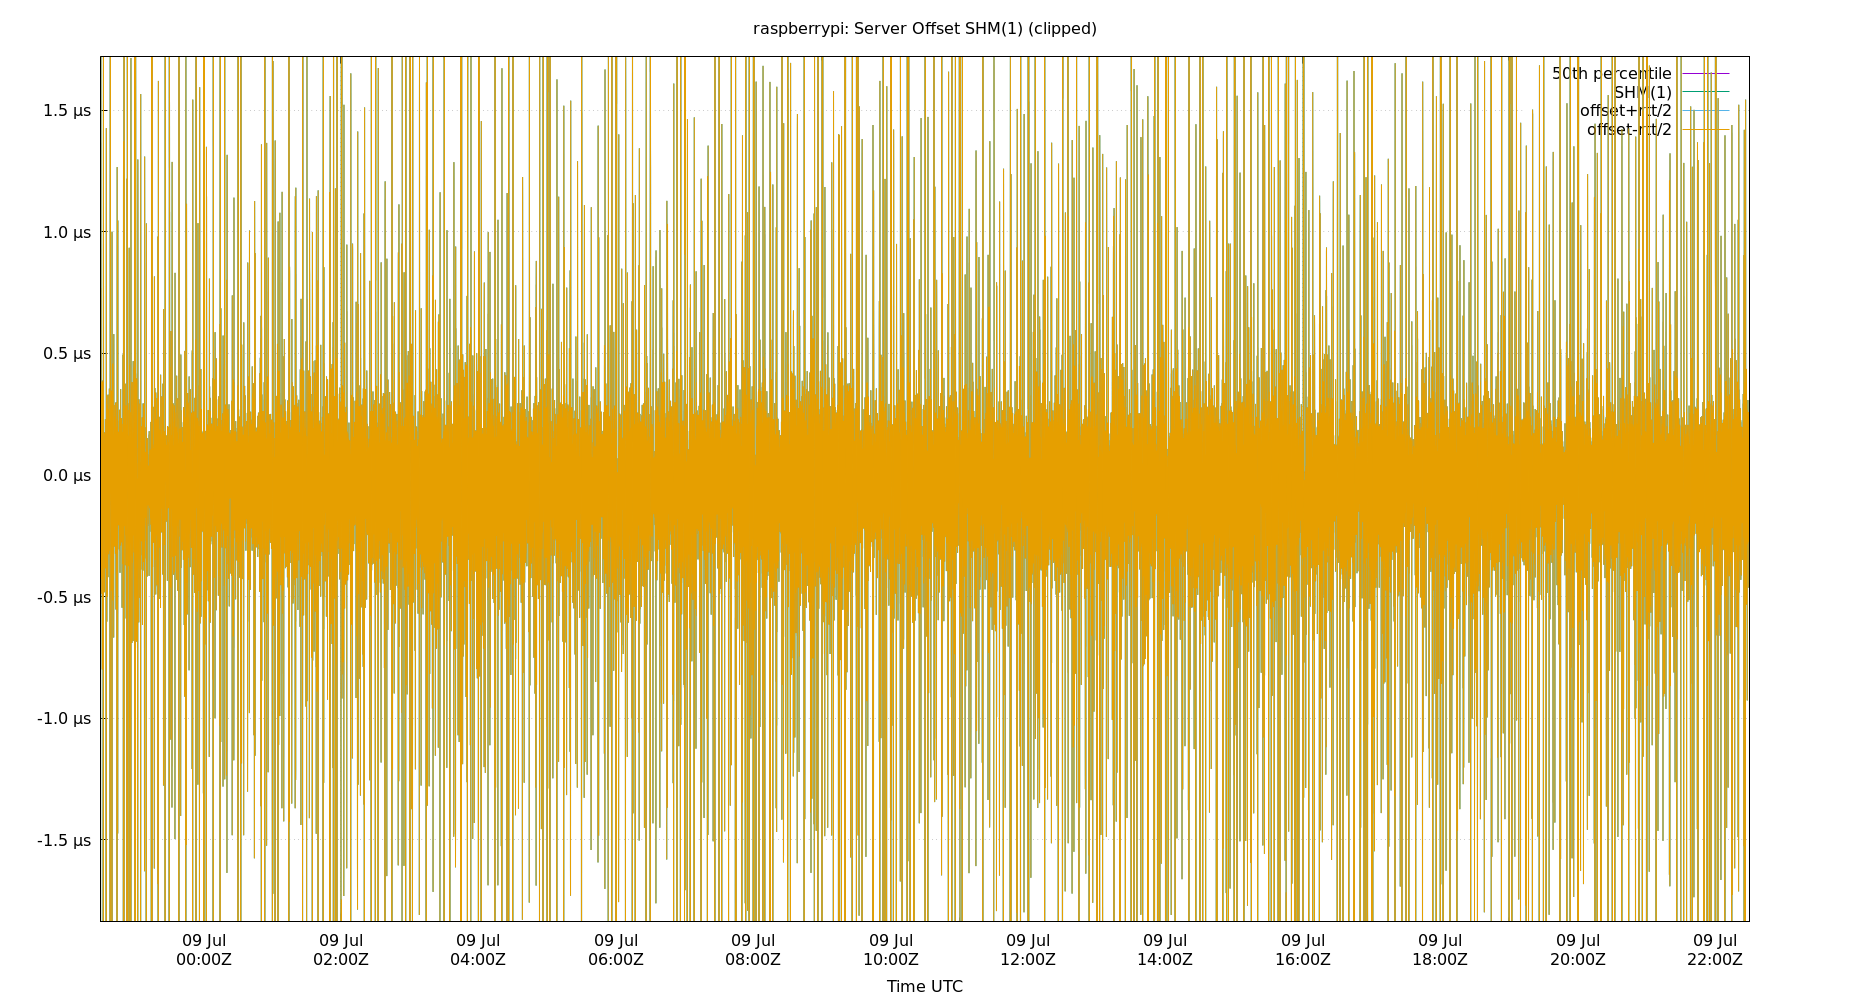 raspberrypi: Server Offset SHM(1) (clipped)
50th percentile
SHM(1)
offset+rtt/2
offset-rtt/2
1.5 µs
1.0 µs
0.5 µs
0.0 µs
-0.5 µs
-1.0 µs
-1.5 µs
09 Jul 09 Jul 09 Jul 09 Jul 09 Jul 09 Jul 09 Jul 09 Jul 09 Jul 09 Jul 09 Jul 09 Jul
00:00Z 02:00Z 04:00Z 06:00Z 08:00Z 10:00Z 12:00Z 14:00Z 16:00Z 18:00Z 20:00Z 22:00Z
Time UTC